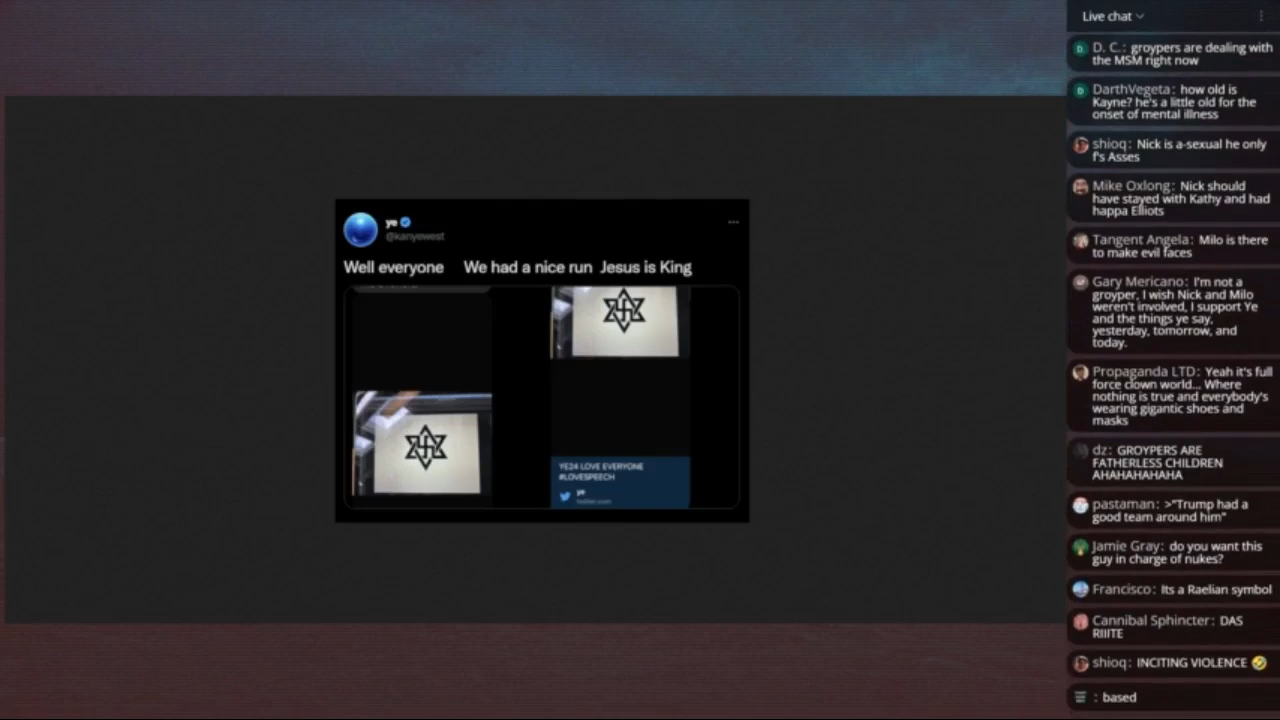 Live chat
D. C.: groypers are dealing with
the MSM right now
DarthVegeta: how old is
Kayne? he's a little old for the
onset of mental illness
shioq: Nick is a-sexual he only
f's Asses
Mike Oxlong: Nick should
have stayed with Kathy and had
happa Elliots
Tangent Angela: Milo is there
to make evil faces
Gary Mericano: I'm not a
groyper, I wish Nick and Milo
weren't involved, I support Ye
and the things ye say,
yesterday, tomorrow, and
today.
Propaganda LTD: Yeah it's full
force clown world... Where
nothing is true and everybody's
wearing gigantic shoes and
masks
dz: GROYPERS ARE
FATHERLESS CHILDREN
AHAHAHAHAHA
pastaman: >"Trump had a
good team around him"
Jamie Gray: do you want this
guy in charge of nukes?
Francisco: Its a Raelian symbol
Cannibal Sphincter: DAS
RIIITE
shioq: INCITING VIOLENCE 🤣
: based
ye
@kanyewest
Well everyone We had a nice run Jesus is King
YE24 LOVE EVERYONE
#LOVESPEECH
ye
twitter.com